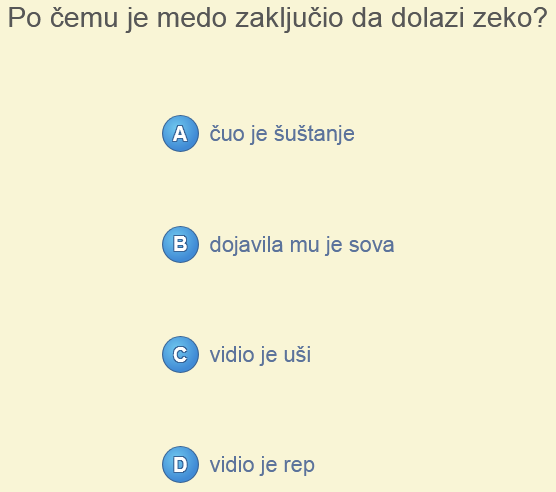 Po čemu je medo zaključio da dolazi zeko?
A čuo je šuštanje
B dojavila mu je sova
C vidio je uši
D vidio je rep